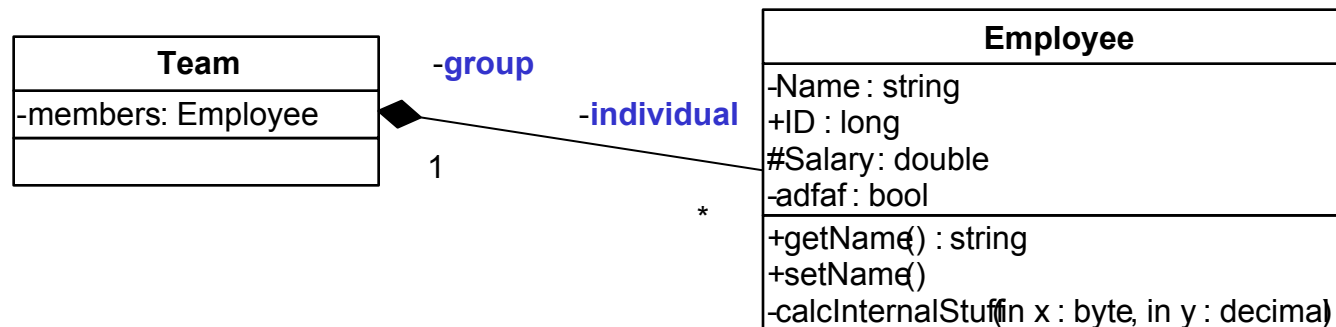 Team
-members: Employee
-group
1
-individual
*
Employee
-Name : string
+ID : long
#Salary : double
-adfaf : bool
+getName() : string
+setName()
-calcInternalStuff(in x : byte, in y : decimal)